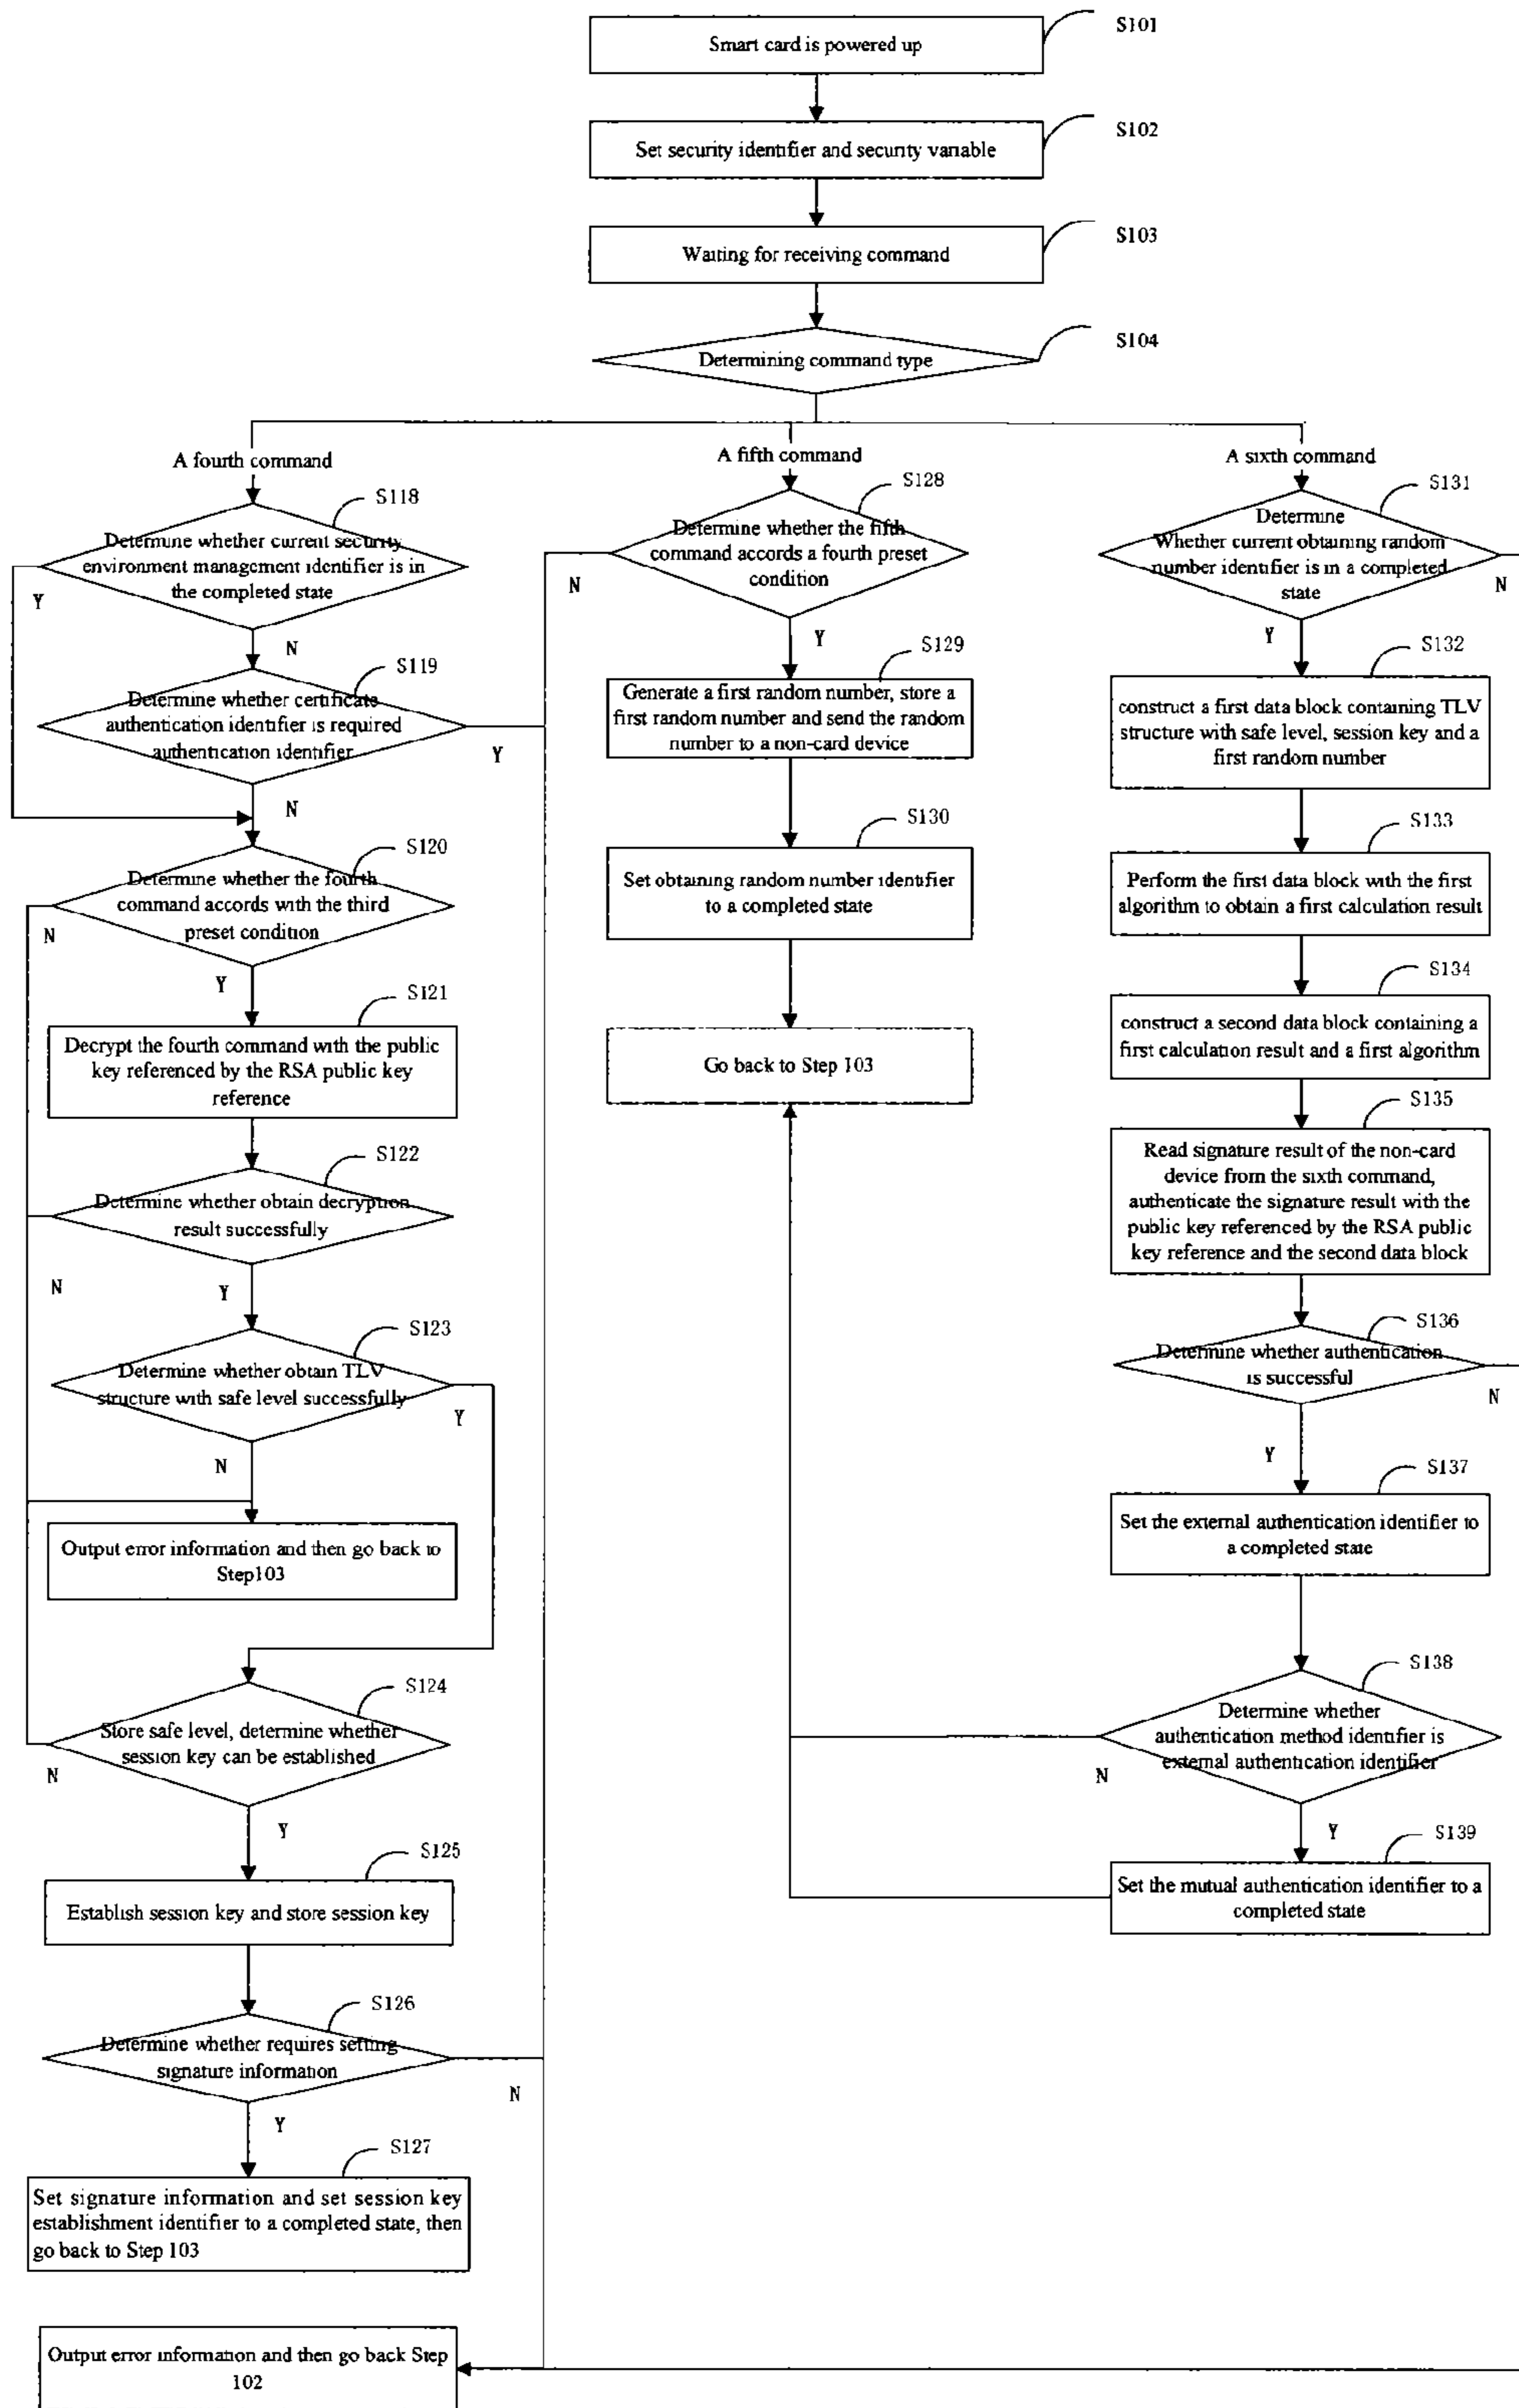 Smart card is powered up
S101
Set security identifier and security variable
S102
Waiting for receiving command
S103
Determining command type
S104
A fourth command
S118
Determine whether current security
environment management identifier is in
the completed state
Y
N
S119
Determine whether certificate
authentication identifier is required
authentication identifier
Y
N
S120
Determine whether the fourth
command accords with the third
preset condition
N
Y
S121
Decrypt the fourth command with the public
key referenced by the RSA public key
reference
S122
Determine whether obtain decryption
result successfully
N
Y
S123
Determine whether obtain TLV
structure with safe level successfully
Y
N
Output error information and then go back to
Step103
S124
Store safe level, determine whether
session key can be established
N
Y
S125
Establish session key and store session key
S126
Determine whether requires setting
signature information
N
Y
S127
Set signature information and set session key
establishment identifier to a completed state, then
go back to Step 103
Output error information and then go back Step
102
A fifth command
S128
Determine whether the fifth
command accords a fourth preset
condition
N
Y
S129
Generate a first random number, store a
first random number and send the random
number to a non-card device
S130
Set obtaining random number identifier
to a completed state
Go back to Step 103
A sixth command
S131
Determine
Whether current obtaining random
number identifier is in a completed
state
N
Y
S132
construct a first data block containing TLV
structure with safe level, session key and a
first random number
S133
Perform the first data block with the first
algorithm to obtain a first calculation result
S134
construct a second data block containing a
first calculation result and a first algorithm
S135
Read signature result of the non-card
device from the sixth command,
authenticate the signature result with the
public key referenced by the RSA public
key reference and the second data block
S136
Determine whether authentication
is successful
N
Y
S137
Set the external authentication identifier to
a completed state
S138
Determine whether
authentication method identifier is
external authentication identifier
N
Y
S139
Set the mutual authentication identifier to a
completed state